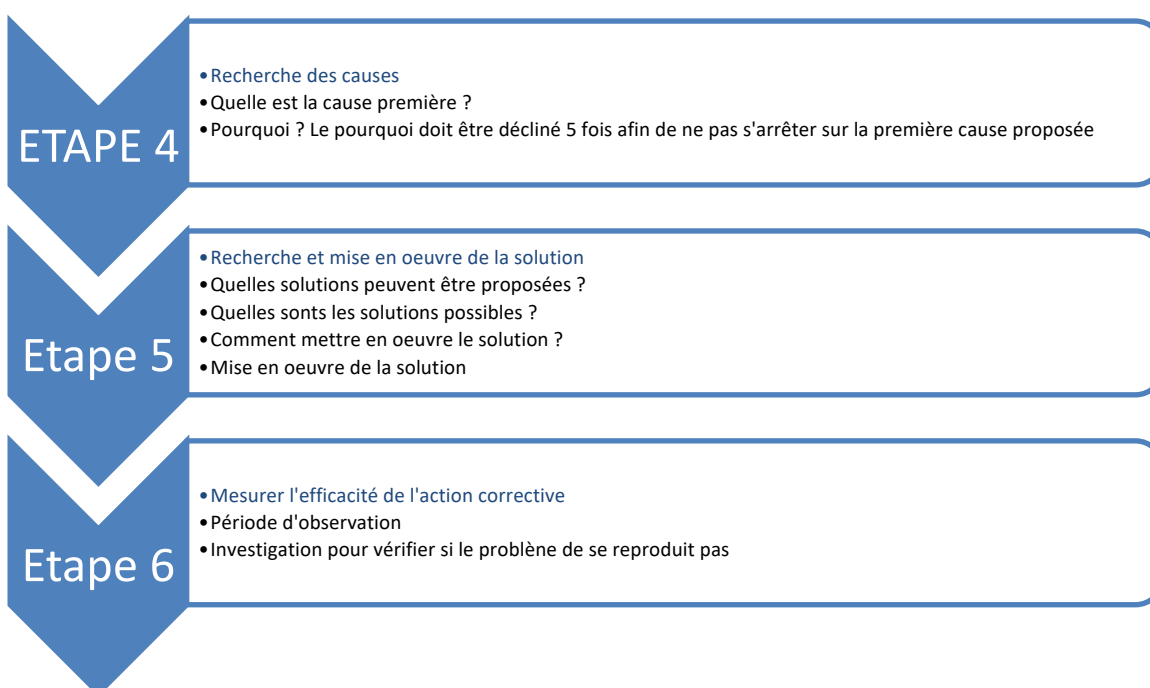 ETAPE 4
•Recherche des causes
•Quelle est la cause première ?
•Pourquoi ? Le pourquoi doit être décliné 5 fois afin de ne pas s'arrêter sur la première cause proposée
Etape 5
•Recherche et mise en oeuvre de la solution
•Quelles solutions peuvent être proposées ?
•Quelles sonts les solutions possibles ?
•Comment mettre en oeuvre le solution ?
•Mise en oeuvre de la solution
Etape 6
•Mesurer l'efficacité de l'action corrective
•Période d'observation
•Investigation pour vérifier si le problène de se reproduit pas